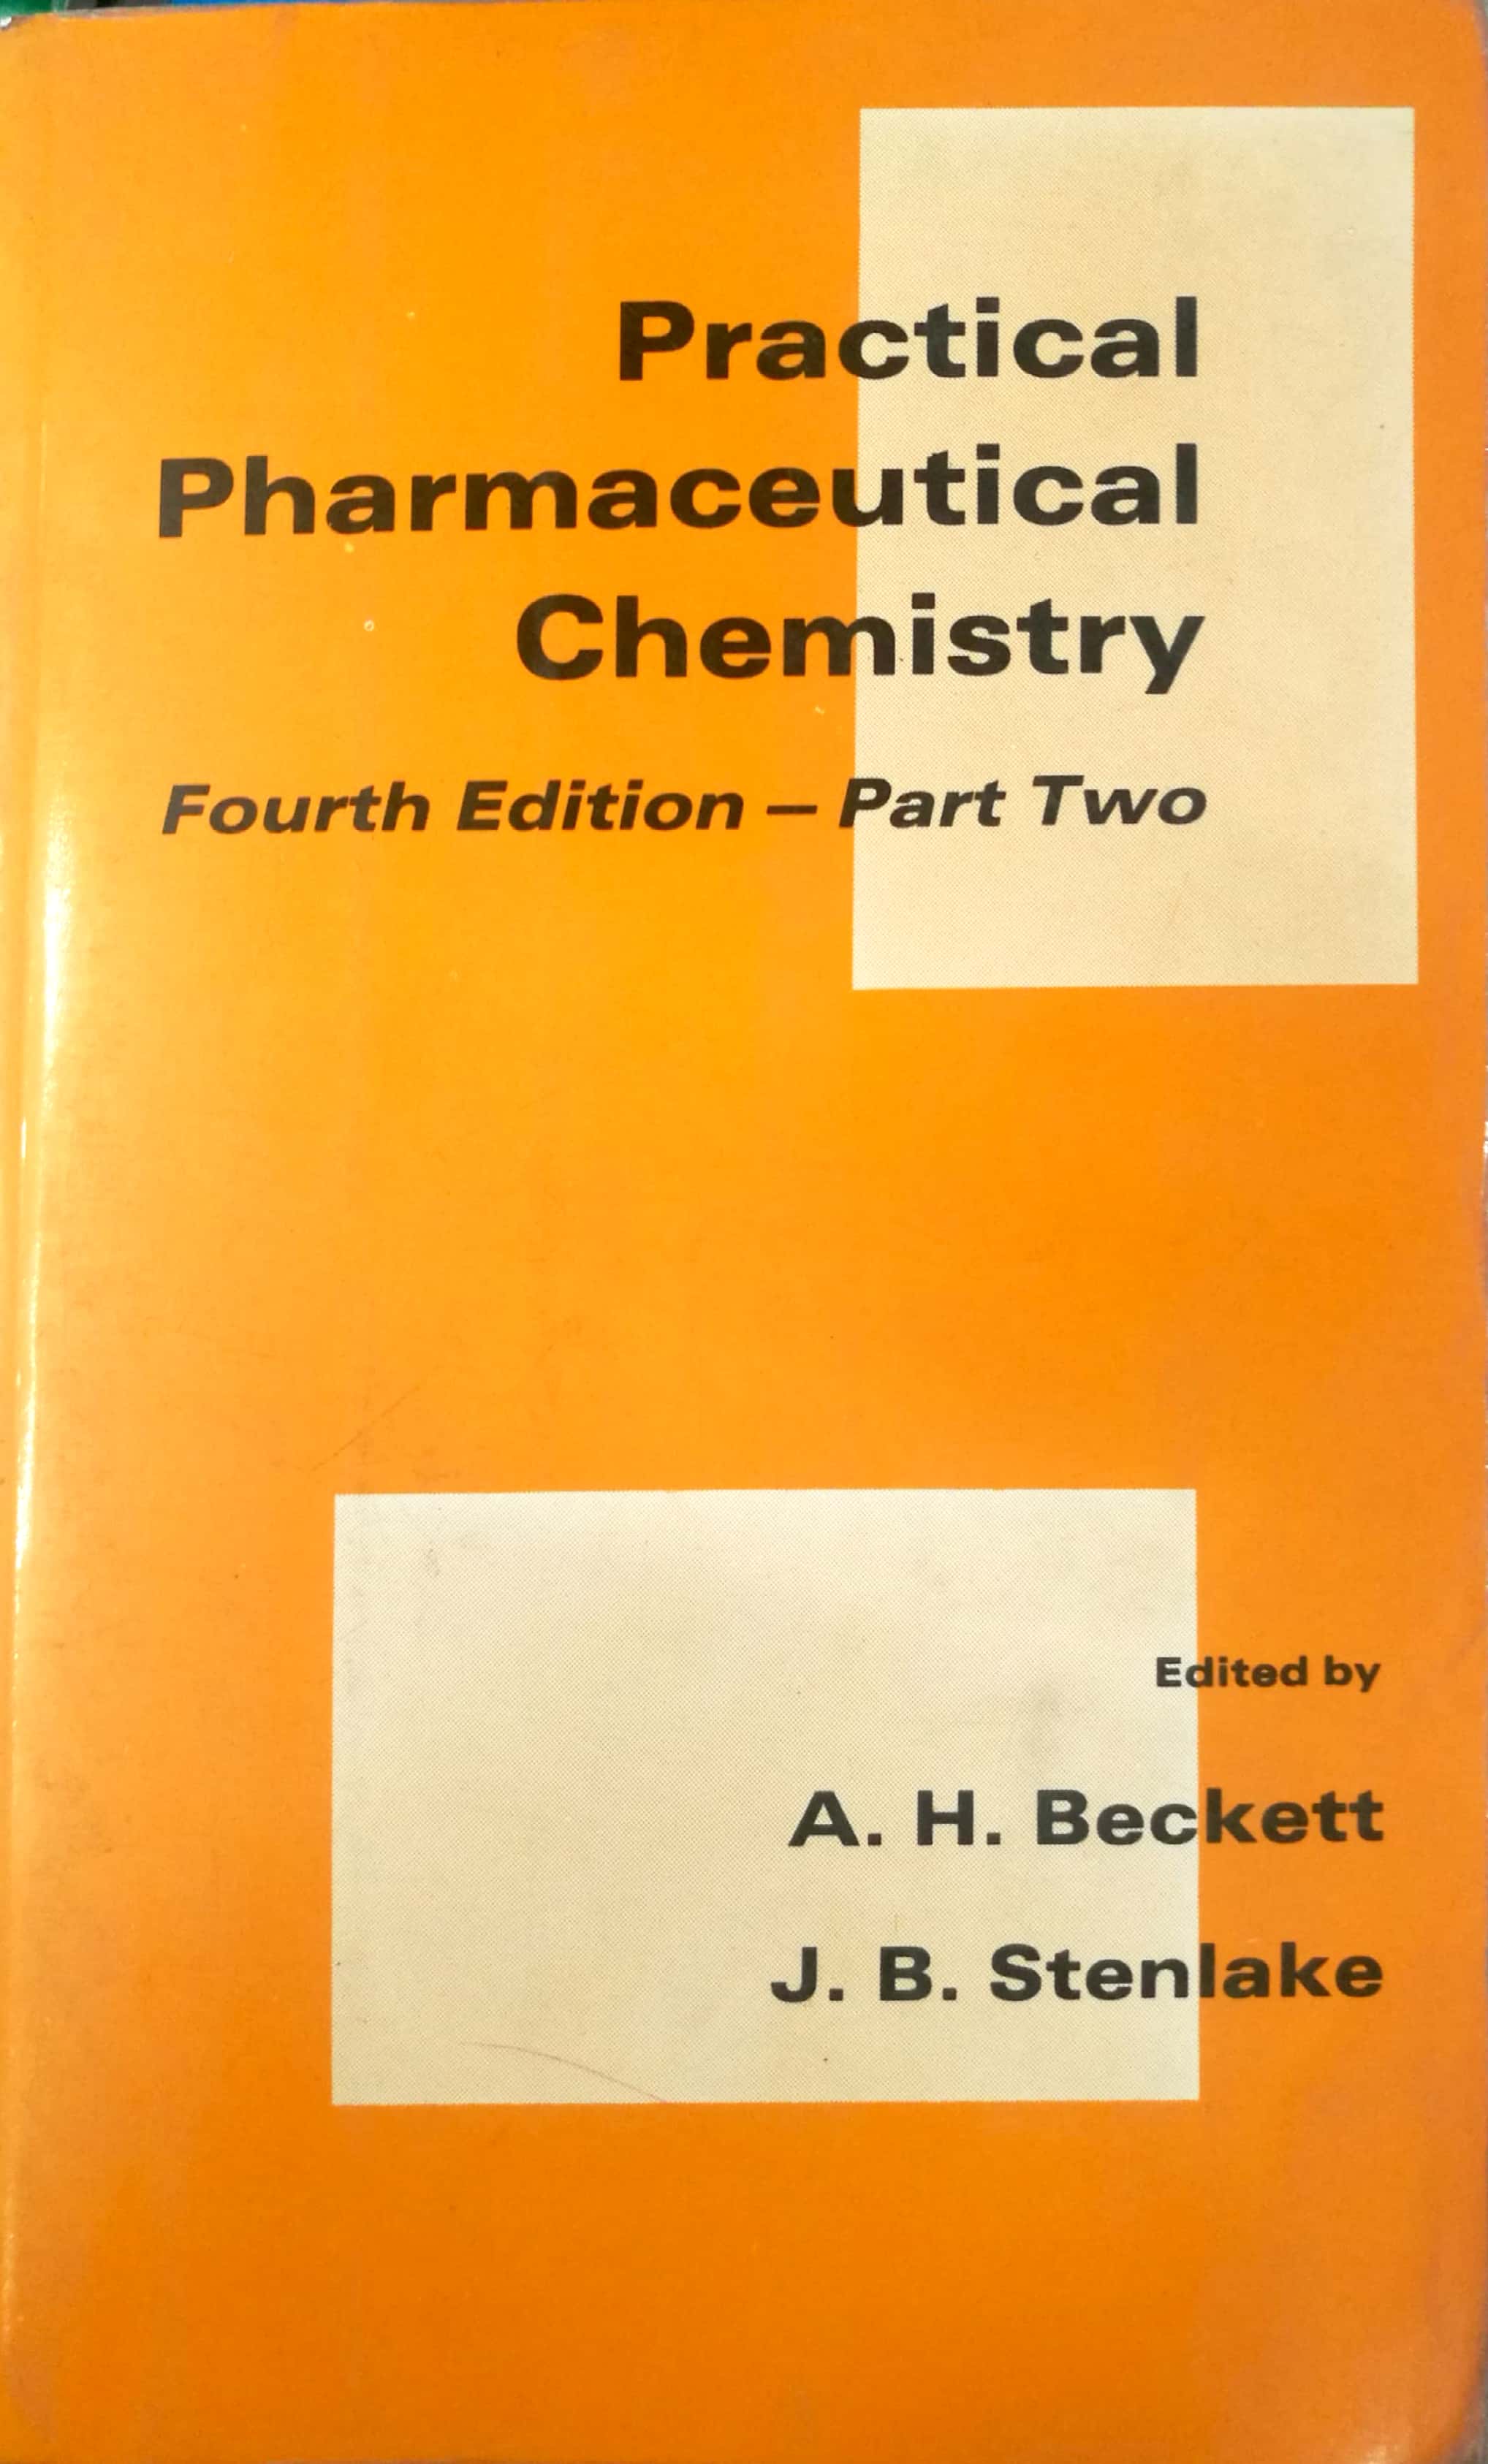 Practical
Pharmaceutical
Chemistry
Fourth Edition – Part Two
Edited by
A. H. Beckett
J. B. Stenlake